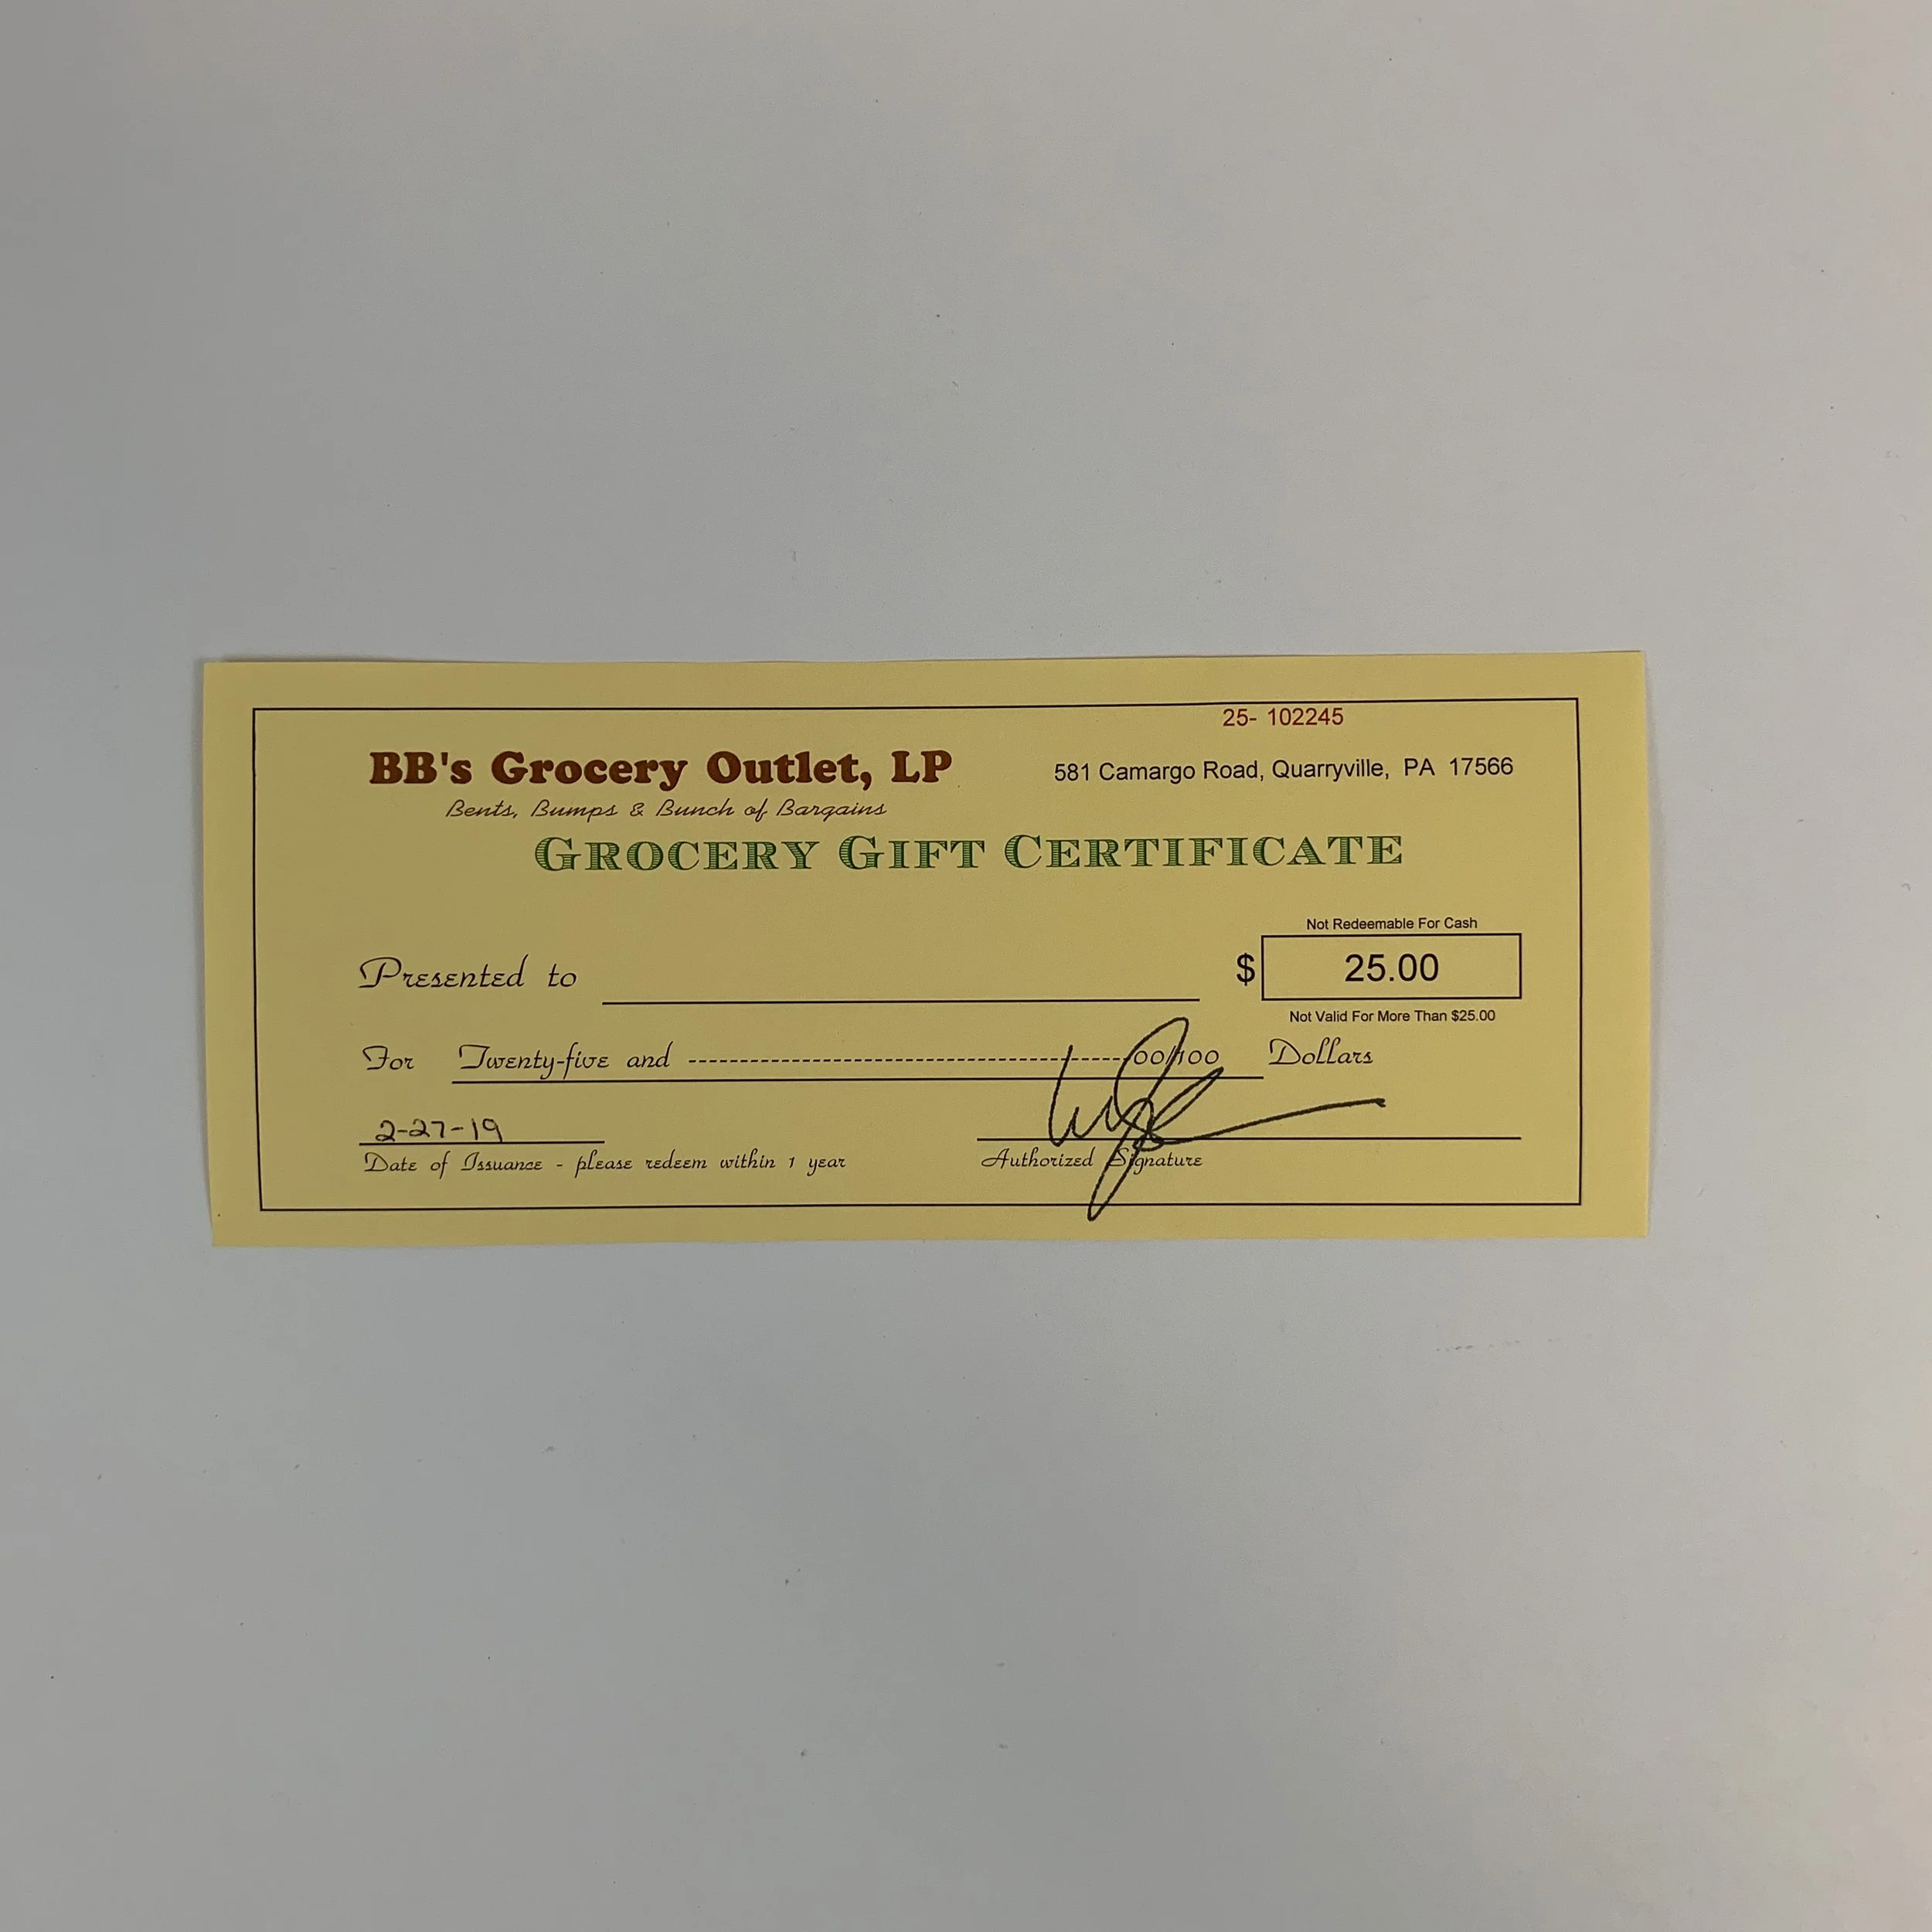 25- 102245
BB's Grocery Outlet, LP
581 Camargo Road, Quarryville, PA 17566
Bents, Bumps & Bunch of Bargains
GROCERY GIFT CERTIFICATE
Not Redeemable For Cash
Presented to
$ 25.00
Not Valid For More Than $25.00
For Twenty-five and ------------------------------------------00/100 Dollars
2-27-19
Date of Issuance - please redeem within 1 year
Authorized Signature